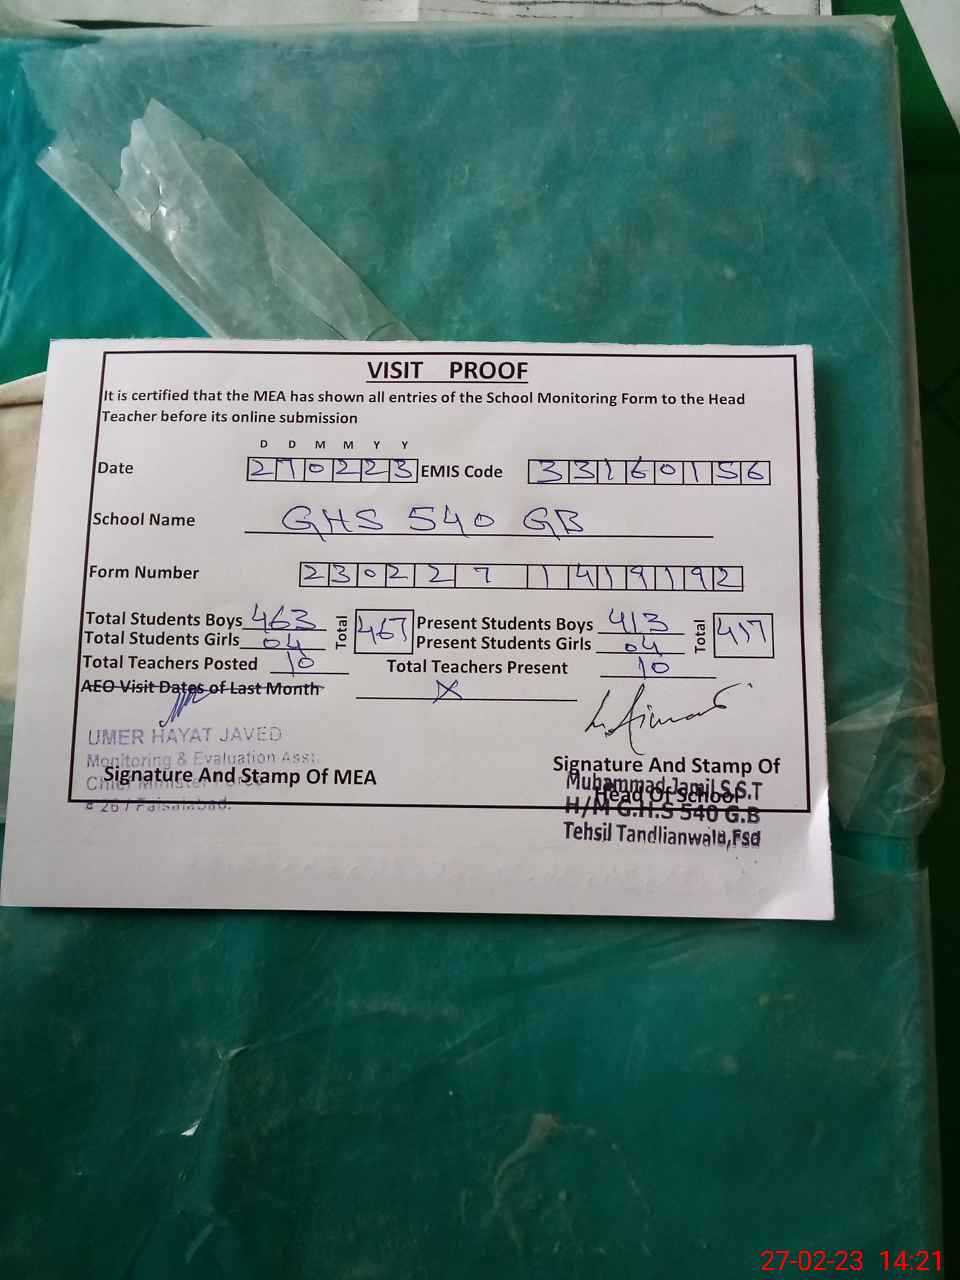 VISIT PROOF
It is certified that the MEA has shown all entries of the School Monitoring Form to the Head
Teacher before its online submission
D D M M Y Y
Date 270223 EMIS Code 33160156
School Name GHS 540 GB
Form Number 230227 1419192
Total Students Boys 463 Total 467 Present Students Boys 413 Total 417
Total Students Girls 04 Present Students Girls 04
Total Teachers Posted 10 Total Teachers Present 10
AEO Visit Dates of Last Month X
UMER HAYAT JAVED
Monitoring & Evaluation Asst.
Signature And Stamp Of MEA
Chief Minister
# 267 Faisalabad.
Signature And Stamp Of
Head Of School
Muhammad Jamil S.S.T
H/M G.H.S 540 G.B
Tehsil Tandlianwala,Fsd
27-02-23 14:21